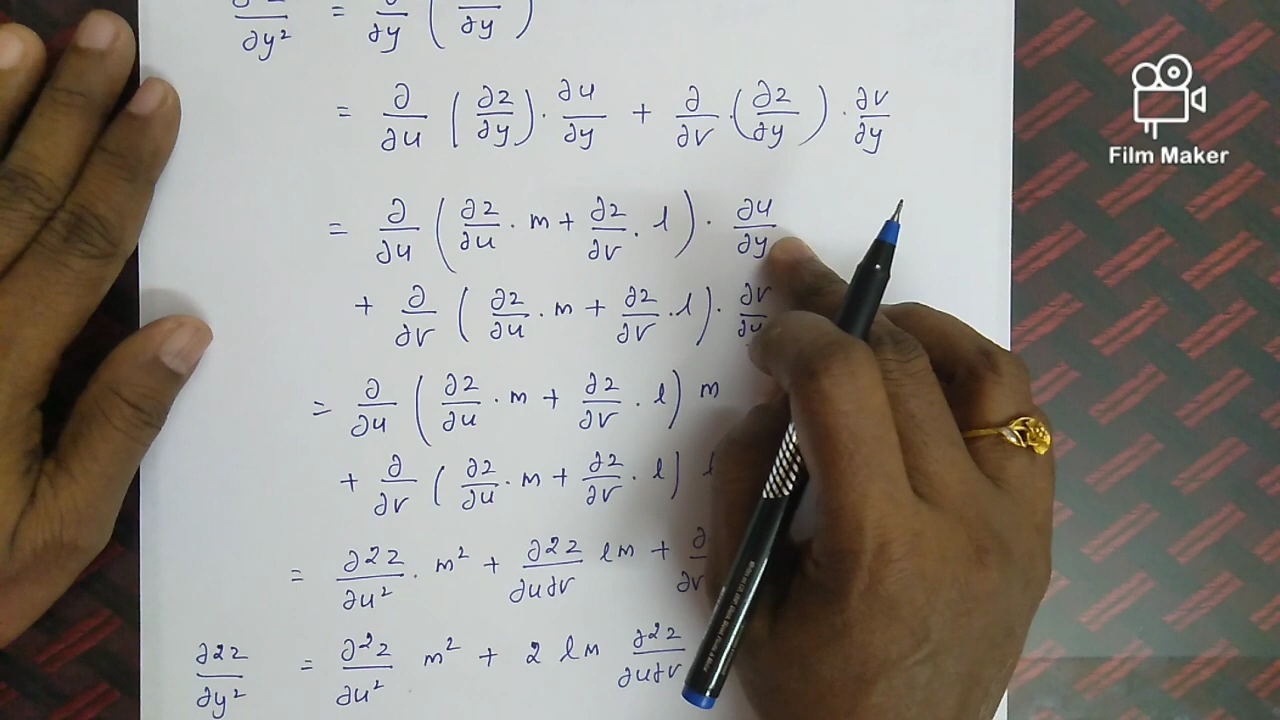 ∂y² = ∂y ( ∂y )
= ∂/∂u (∂z/∂y) · ∂u/∂y + ∂/∂v · (∂z/∂y) · ∂v/∂y
Film Maker
= ∂/∂u (∂z/∂u · m + ∂z/∂v · l) · ∂u/∂y
+ ∂/∂v (∂z/∂u · m + ∂z/∂v · l) · ∂v/∂y
= ∂/∂u (∂z/∂u · m + ∂z/∂v · l) m
+ ∂/∂v (∂z/∂u · m + ∂z/∂v · l) l
= ∂²z/∂u² · m² + ∂²z/∂u∂v lm + ∂/∂v
∂²z/∂y² = ∂²z/∂u² m² + 2 lm ∂²z/∂u∂v